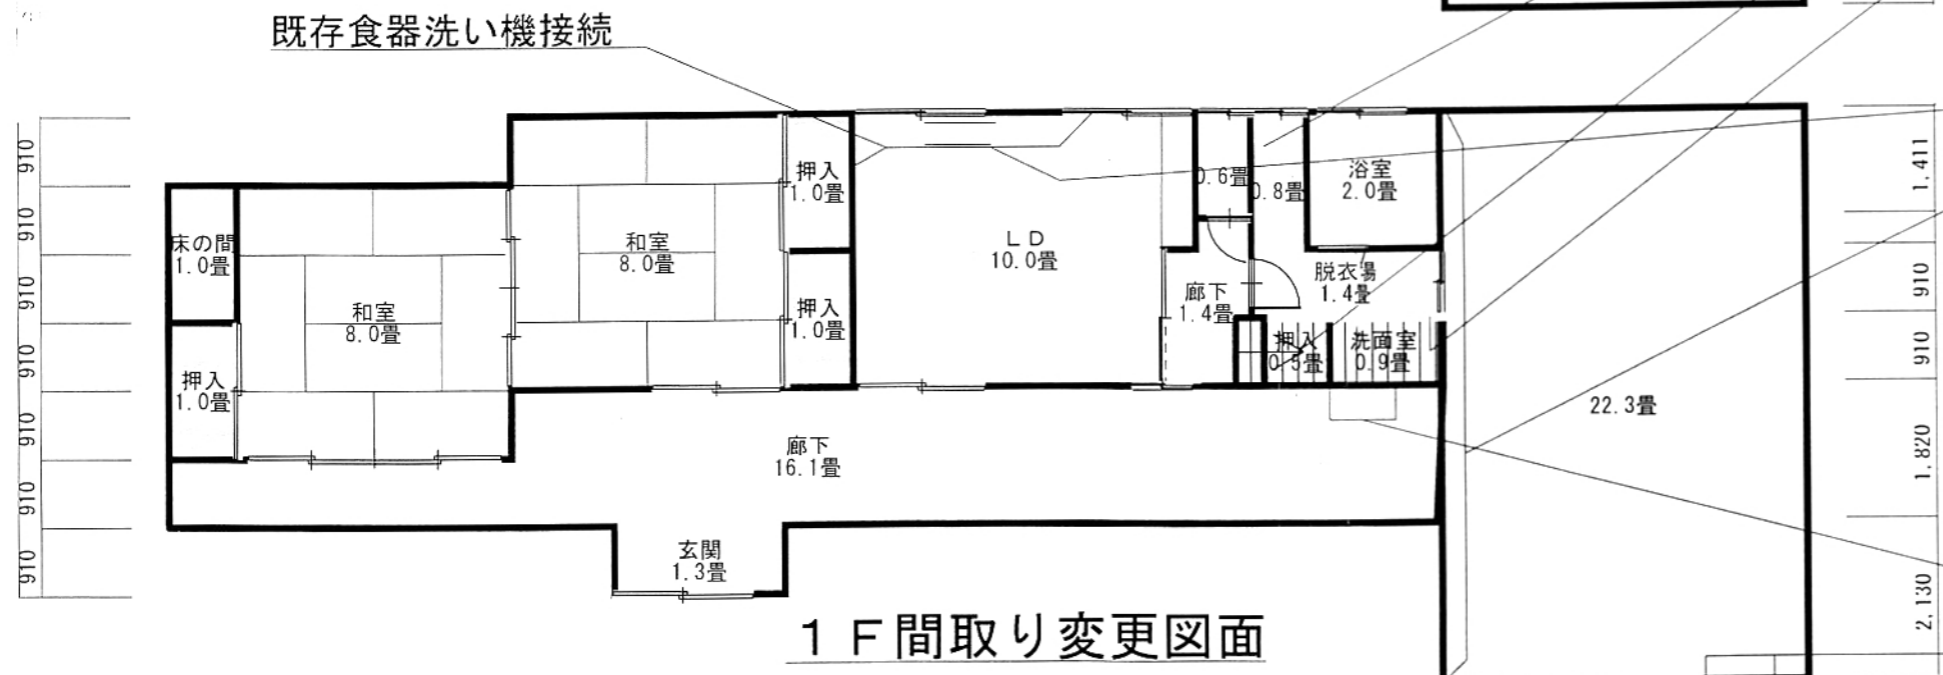 既存食器洗い機接続
910
910
910
910
910
910
910
床の間
1.0畳
押入
1.0畳
和室
8.0畳
和室
8.0畳
押入
1.0畳
押入
1.0畳
LD
10.0畳
0.6畳
0.8畳
浴室
2.0畳
廊下
1.4畳
脱衣場
1.4畳
押入
0.5畳
洗面室
0.9畳
22.3畳
廊下
16.1畳
玄関
1.3畳
1,411
910
910
1,820
2,130
1F間取り変更図面